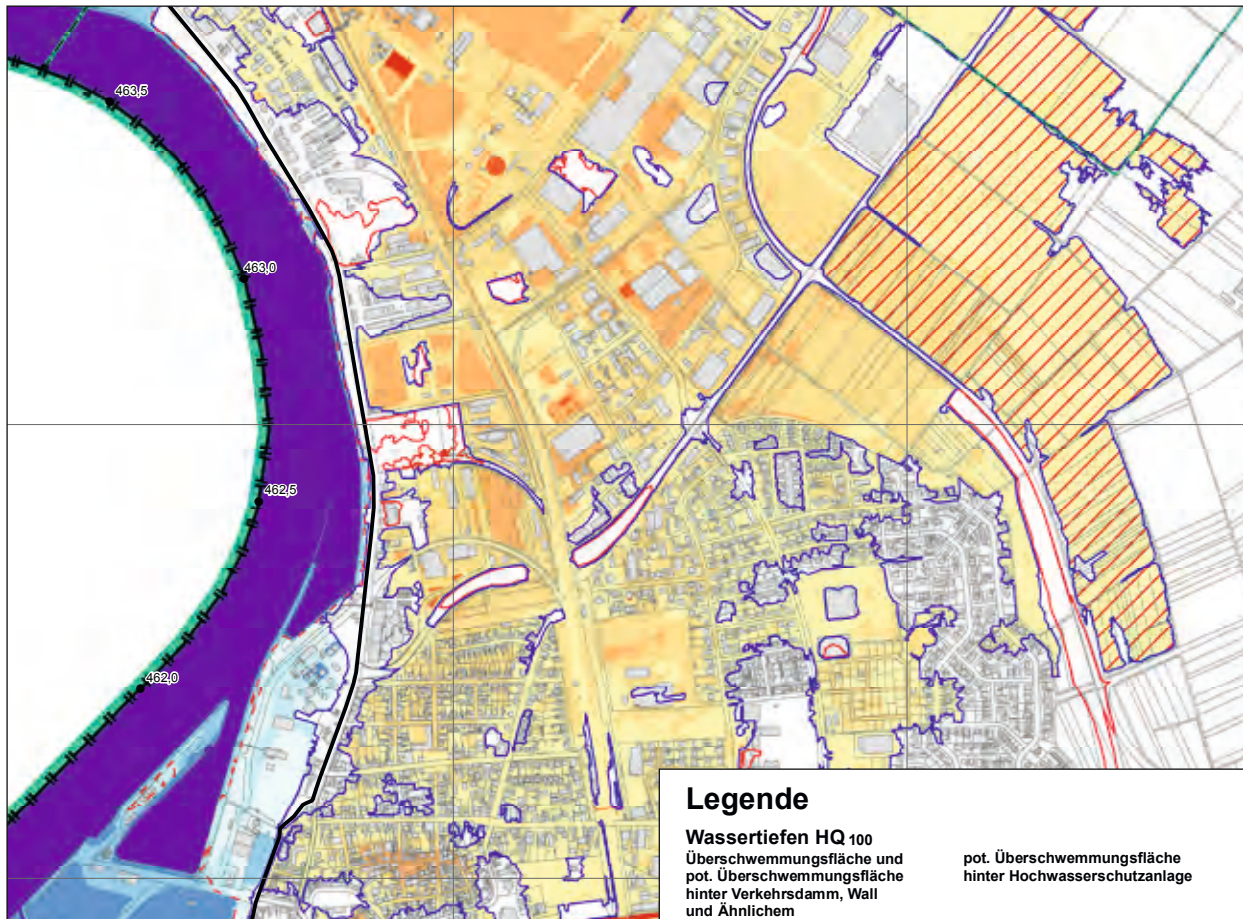 463,5
463,0
462,5
462,0
Legende
Wassertiefen HQ 100
Überschwemmungsfläche und
pot. Überschwemmungsfläche
hinter Verkehrsdamm, Wall
und Ähnlichem
pot. Überschwemmungsfläche
hinter Hochwasserschutzanlage